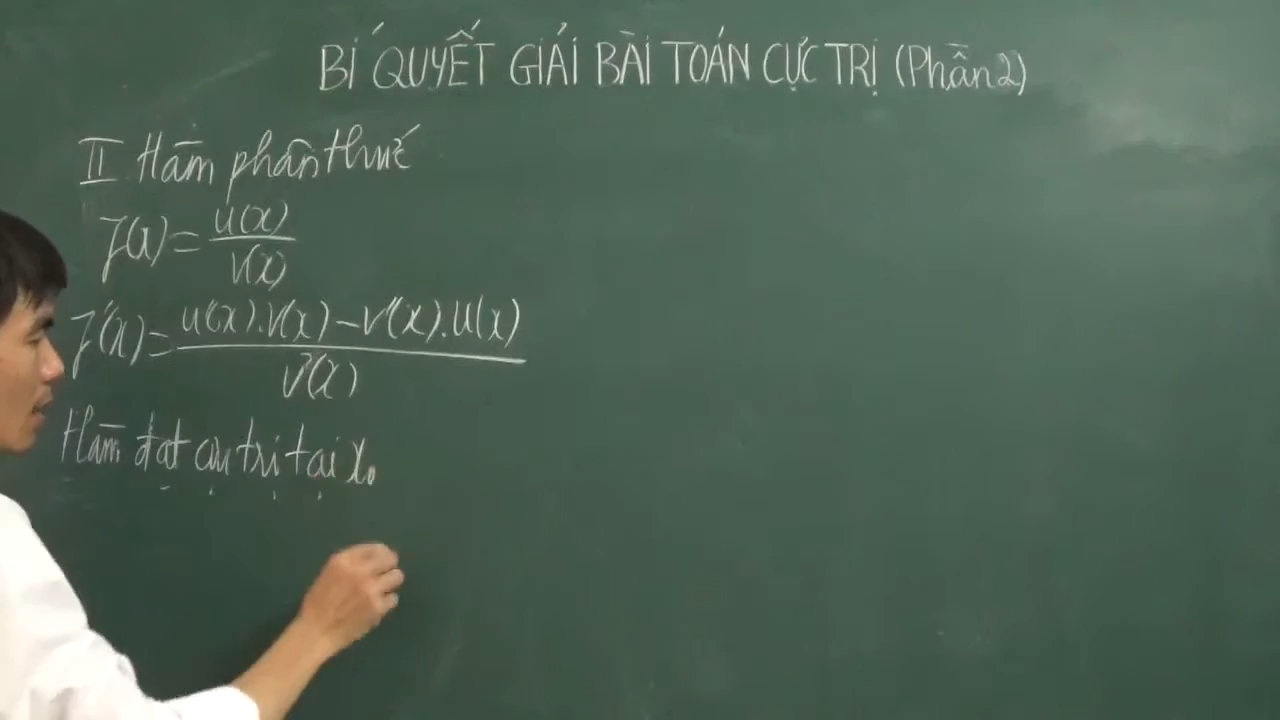 BÍ QUYẾT GIẢI BÀI TOÁN CỰC TRỊ (Phần 2)
II Hàm phân thức
f(x) = u(x) / v(x)
f'(x) = u'(x).v(x) - v'(x).u(x) / v²(x)
Hàm đạt cực trị tại x₀